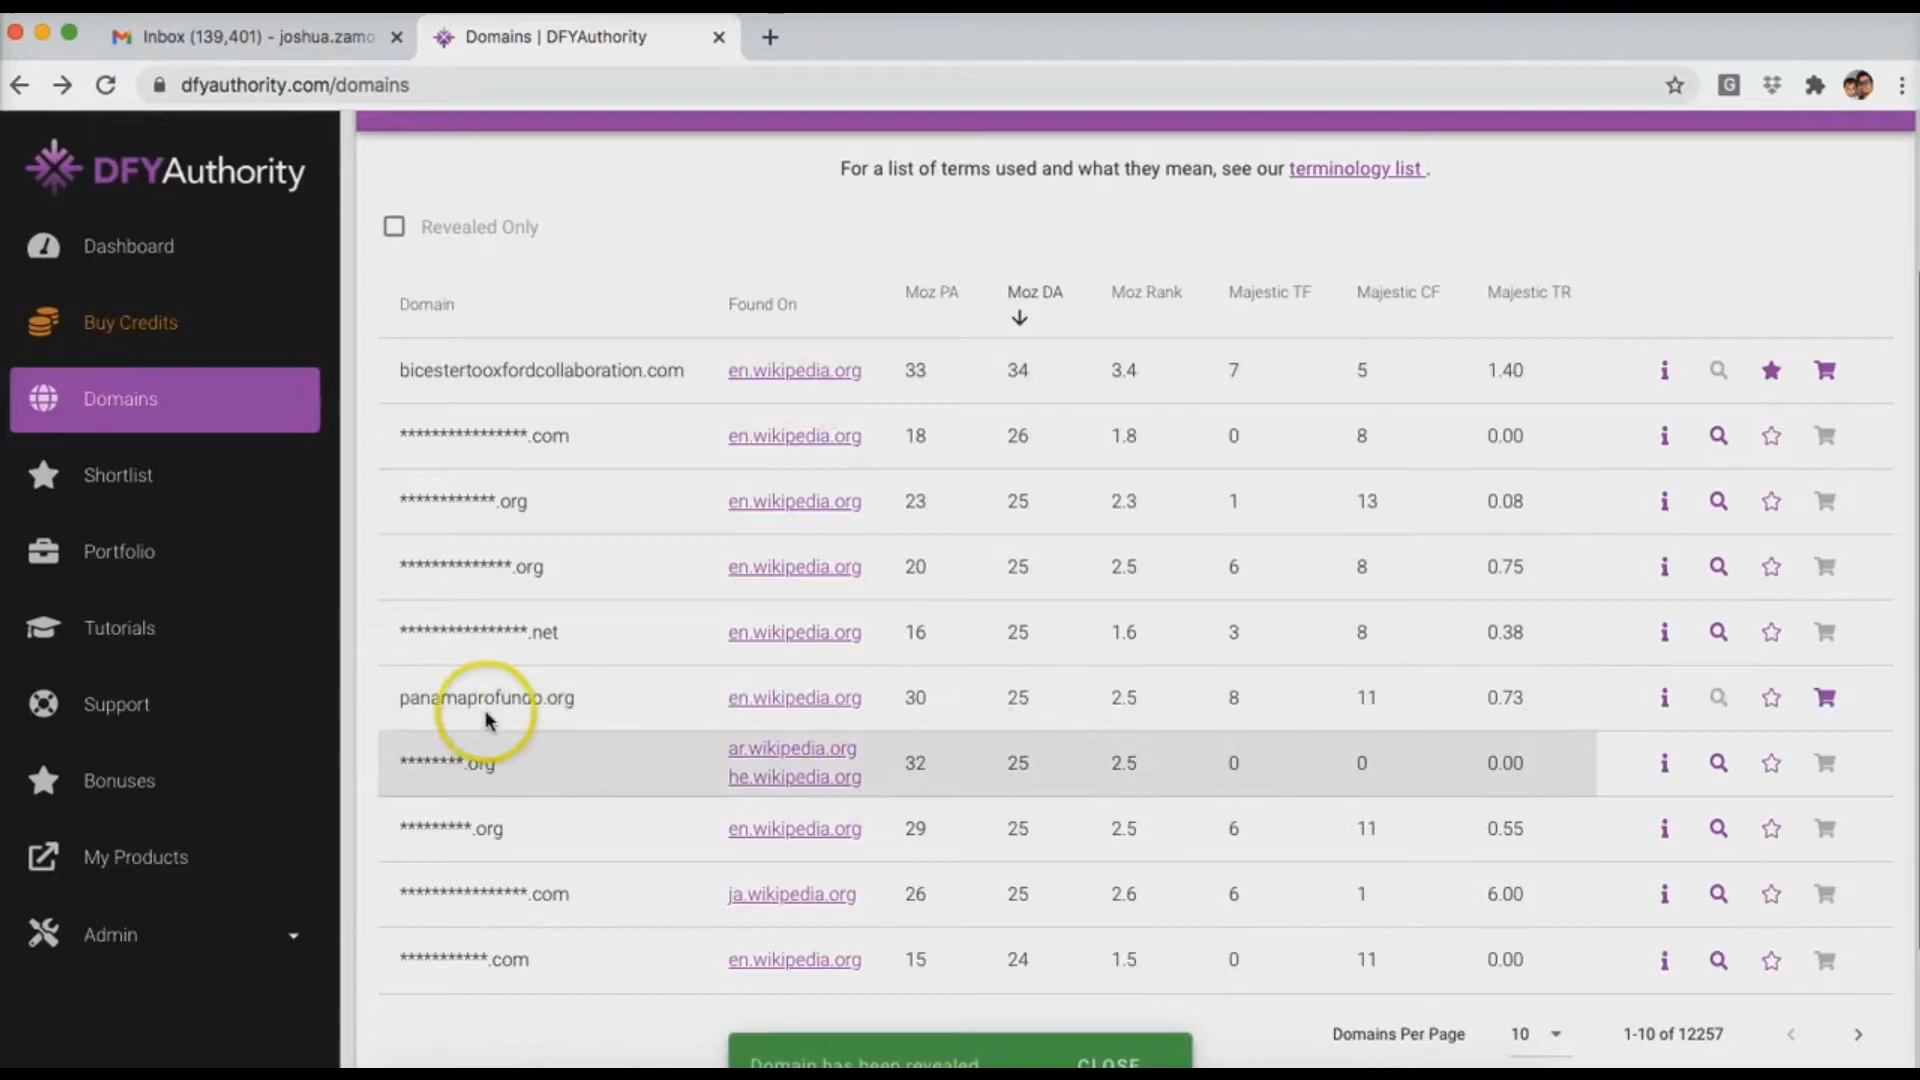 Inbox (139,401) - joshua.zamo
Domains | DFYAuthority
dfyauthority.com/domains
DFYAuthority
Dashboard
Buy Credits
Domains
Shortlist
Portfolio
Tutorials
Support
Bonuses
My Products
Admin
For a list of terms used and what they mean, see our terminology list .
Revealed Only
Domain Found On Moz PA Moz DA Moz Rank Majestic TF Majestic CF Majestic TR
bicestertooxfordcollaboration.com en.wikipedia.org 33 34 3.4 7 5 1.40
****************.com en.wikipedia.org 18 26 1.8 0 8 0.00
************.org en.wikipedia.org 23 25 2.3 1 13 0.08
**************.org en.wikipedia.org 20 25 2.5 6 8 0.75
****************.net en.wikipedia.org 16 25 1.6 3 8 0.38
panamaprofundo.org en.wikipedia.org 30 25 2.5 8 11 0.73
********.org ar.wikipedia.org 32 25 2.5 0 0 0.00
he.wikipedia.org
*********.org en.wikipedia.org 29 25 2.5 6 11 0.55
****************.com ja.wikipedia.org 26 25 2.6 6 1 6.00
***********.com en.wikipedia.org 15 24 1.5 0 11 0.00
Domains Per Page 10 1-10 of 12257
Domain has been revealed CLOSE